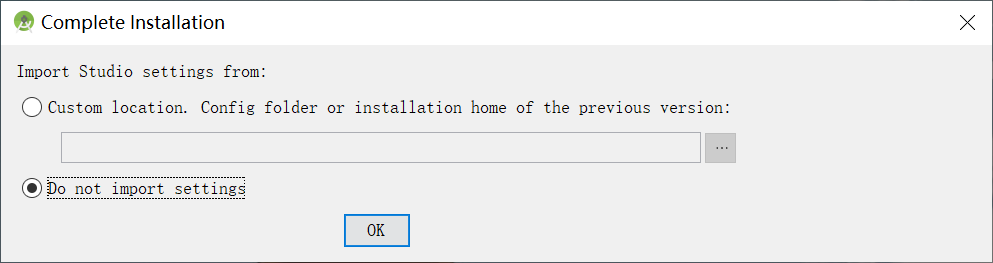 Complete Installation
Import Studio settings from:
Custom location. Config folder or installation home of the previous version:
...
Do not import settings
OK